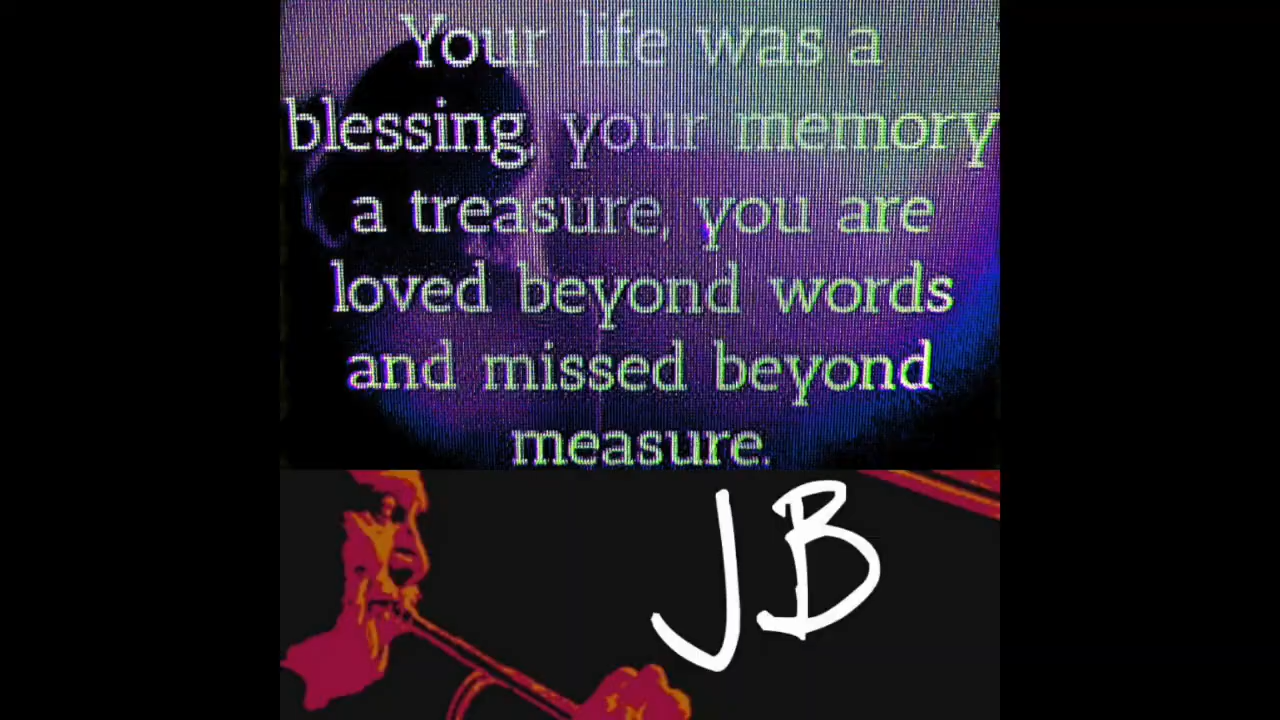 Your life was a
blessing, your memory
a treasure, you are
loved beyond words
and missed beyond
measure.
JB